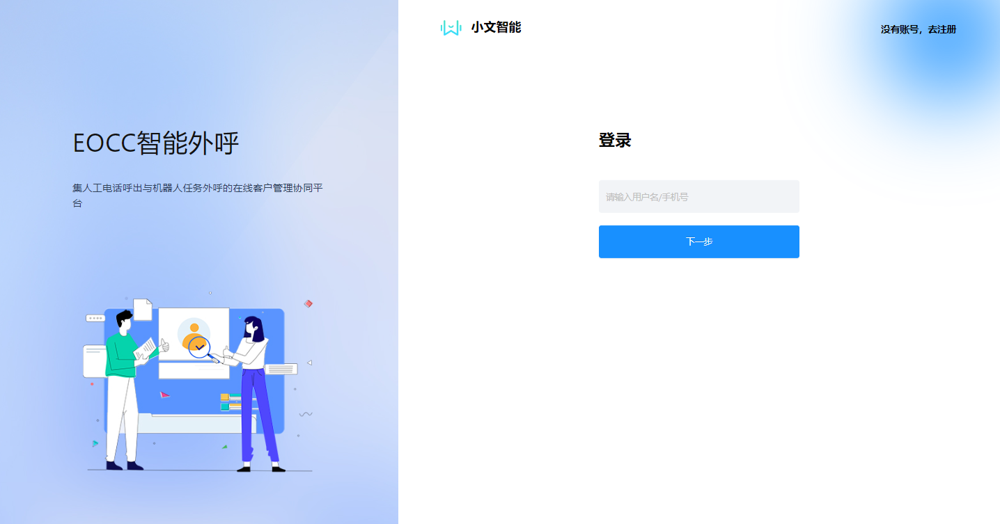 小文智能
没有账号，去注册
EOCC智能外呼
集人工电话呼出与机器人任务外呼的在线客户管理协同平
台
登录
请输入用户名/手机号
下一步